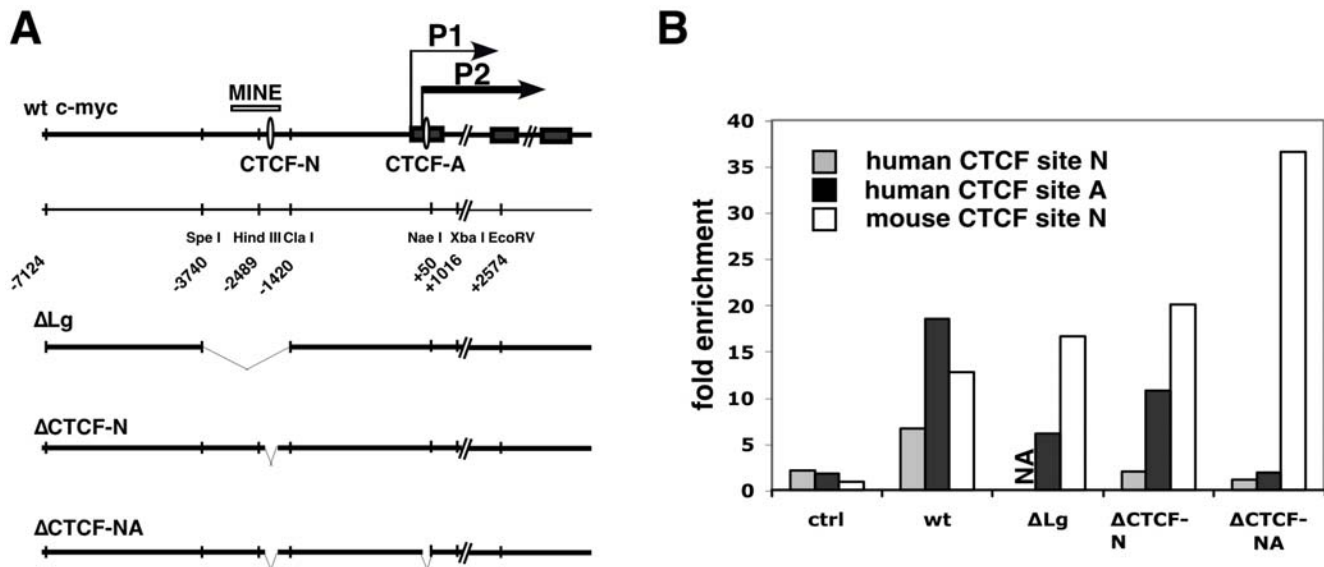 A
P1
P2
MINE
wt c-myc
CTCF-N
CTCF-A
Spe I
Hind III
Cla I
Nae I
Xba I
EcoRV
-7124
-3740
-2489
-1420
+50
+1016
+2574
ΔLg
ΔCTCF-N
ΔCTCF-NA
B
fold enrichment
40
35
30
25
20
15
10
5
0
human CTCF site N
human CTCF site A
mouse CTCF site N
NA
ctrl
wt
ΔLg
ΔCTCF-
N
ΔCTCF-
NA